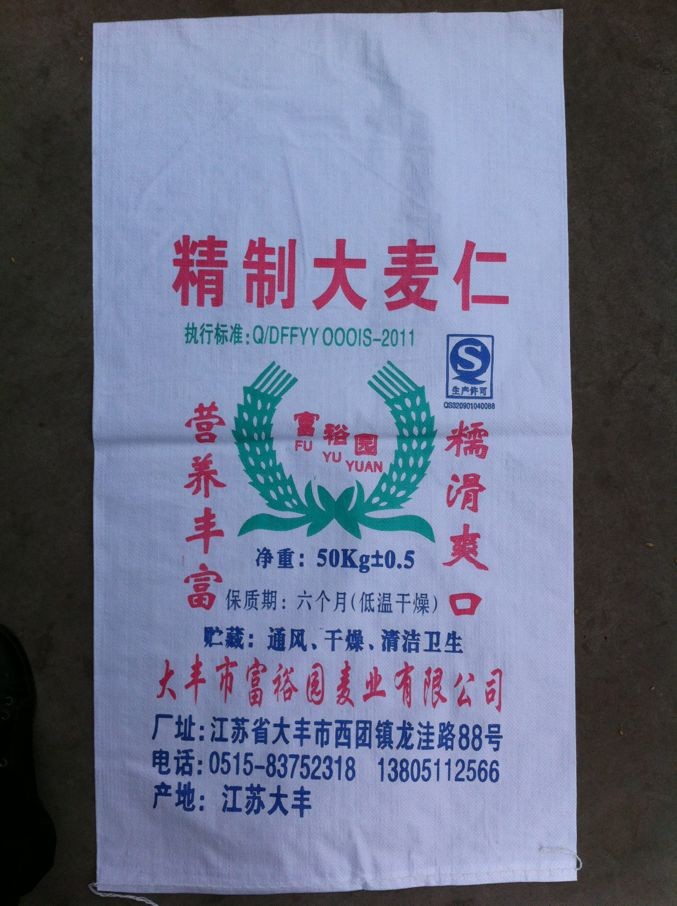 精制大麦仁
执行标准:Q/DFFYY OOOIS-2011
S
生产许可
QS320901040088
营养丰富
富裕园
FU YU YUAN
糯滑爽口
净重：50Kg±0.5
保质期：六个月(低温干燥)
贮藏：通风、干燥、清洁卫生
大丰市富裕园麦业有限公司
厂址:江苏省大丰市西团镇龙洼路88号
电话:0515-83752318 13805112566
产地：江苏大丰